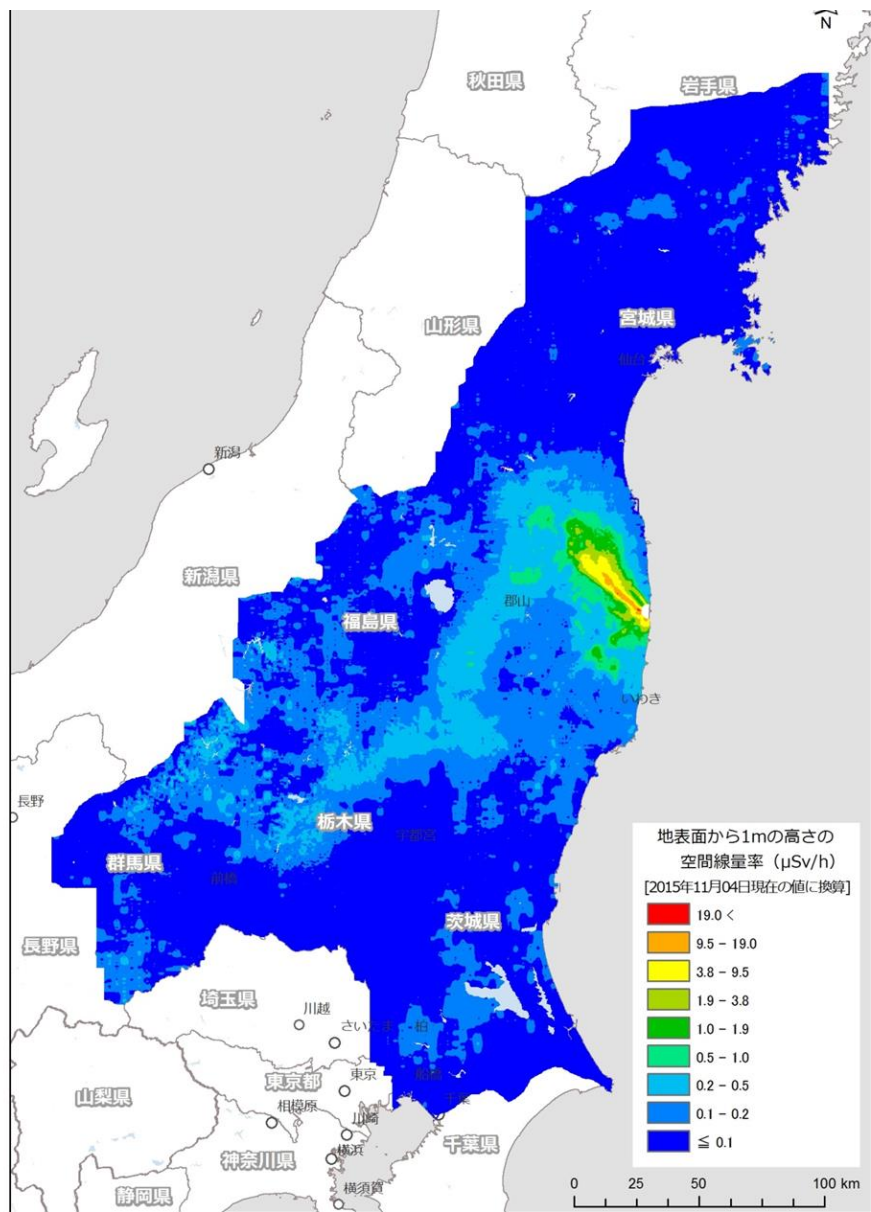 N
秋田県
岩手県
山形県
宮城県
仙台
新潟
新潟県
福島県
郡山
いわき
長野
栃木県
宇都宮
群馬県
前橋
長野県
茨城県
埼玉県
川越
さいたま
柏
東京都
東京
船橋
山梨県
相模原
川崎
千葉
千葉県
神奈川県
横浜
静岡県
横須賀
地表面から1mの高さの
空間線量率（μSv/h）
[2015年11月04日現在の値に換算]
19.0 <
9.5 - 19.0
3.8 - 9.5
1.9 - 3.8
1.0 - 1.9
0.5 - 1.0
0.2 - 0.5
0.1 - 0.2
≦ 0.1
0 25 50 100 km